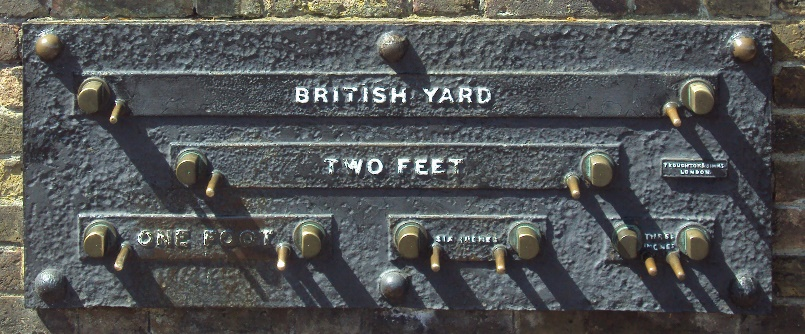 BRITISH YARD
TWO FEET
TROUGHTON & SIMMS
LONDON
ONE FOOT
SIX INCHES
THREE
INCHES